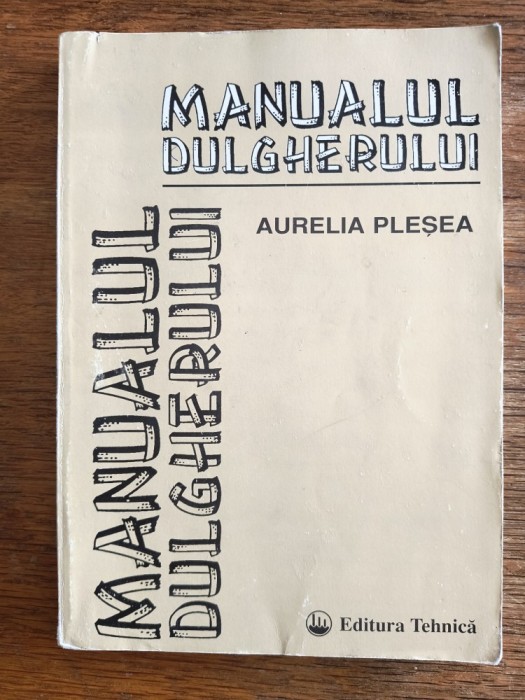 MANUALUL
DULGHERULUI
AURELIA PLEȘEA
MANUALUL
DULGHERULUI
Editura Tehnică